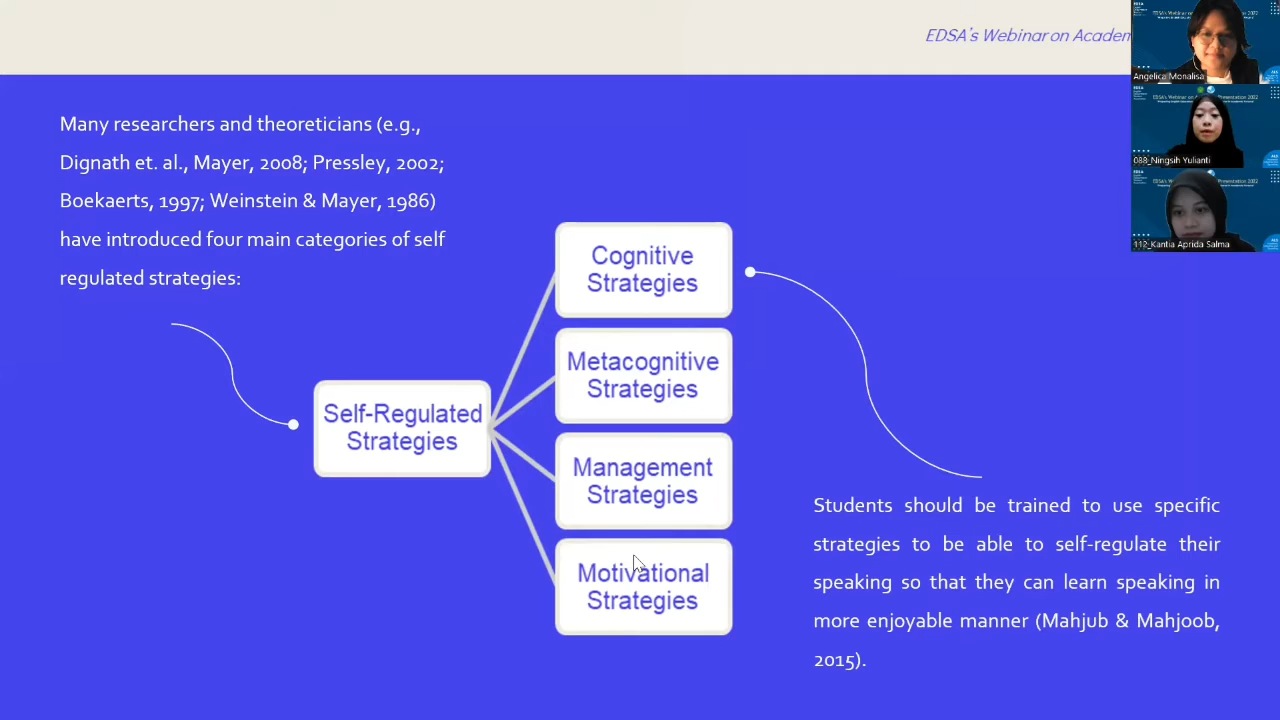 EDSA's Webinar on Academ
Many researchers and theoreticians (e.g.,
Dignath et. al., Mayer, 2008; Pressley, 2002;
Boekaerts, 1997; Weinstein & Mayer, 1986)
have introduced four main categories of self
regulated strategies:
Self-Regulated
Strategies
Cognitive
Strategies
Metacognitive
Strategies
Management
Strategies
Motivational
Strategies
Students should be trained to use specific
strategies to be able to self-regulate their
speaking so that they can learn speaking in
more enjoyable manner (Mahjub & Mahjoob,
2015).
Angelica Monalisa
088_Ningsih Yulianti
112_Kantia Aprida Salma